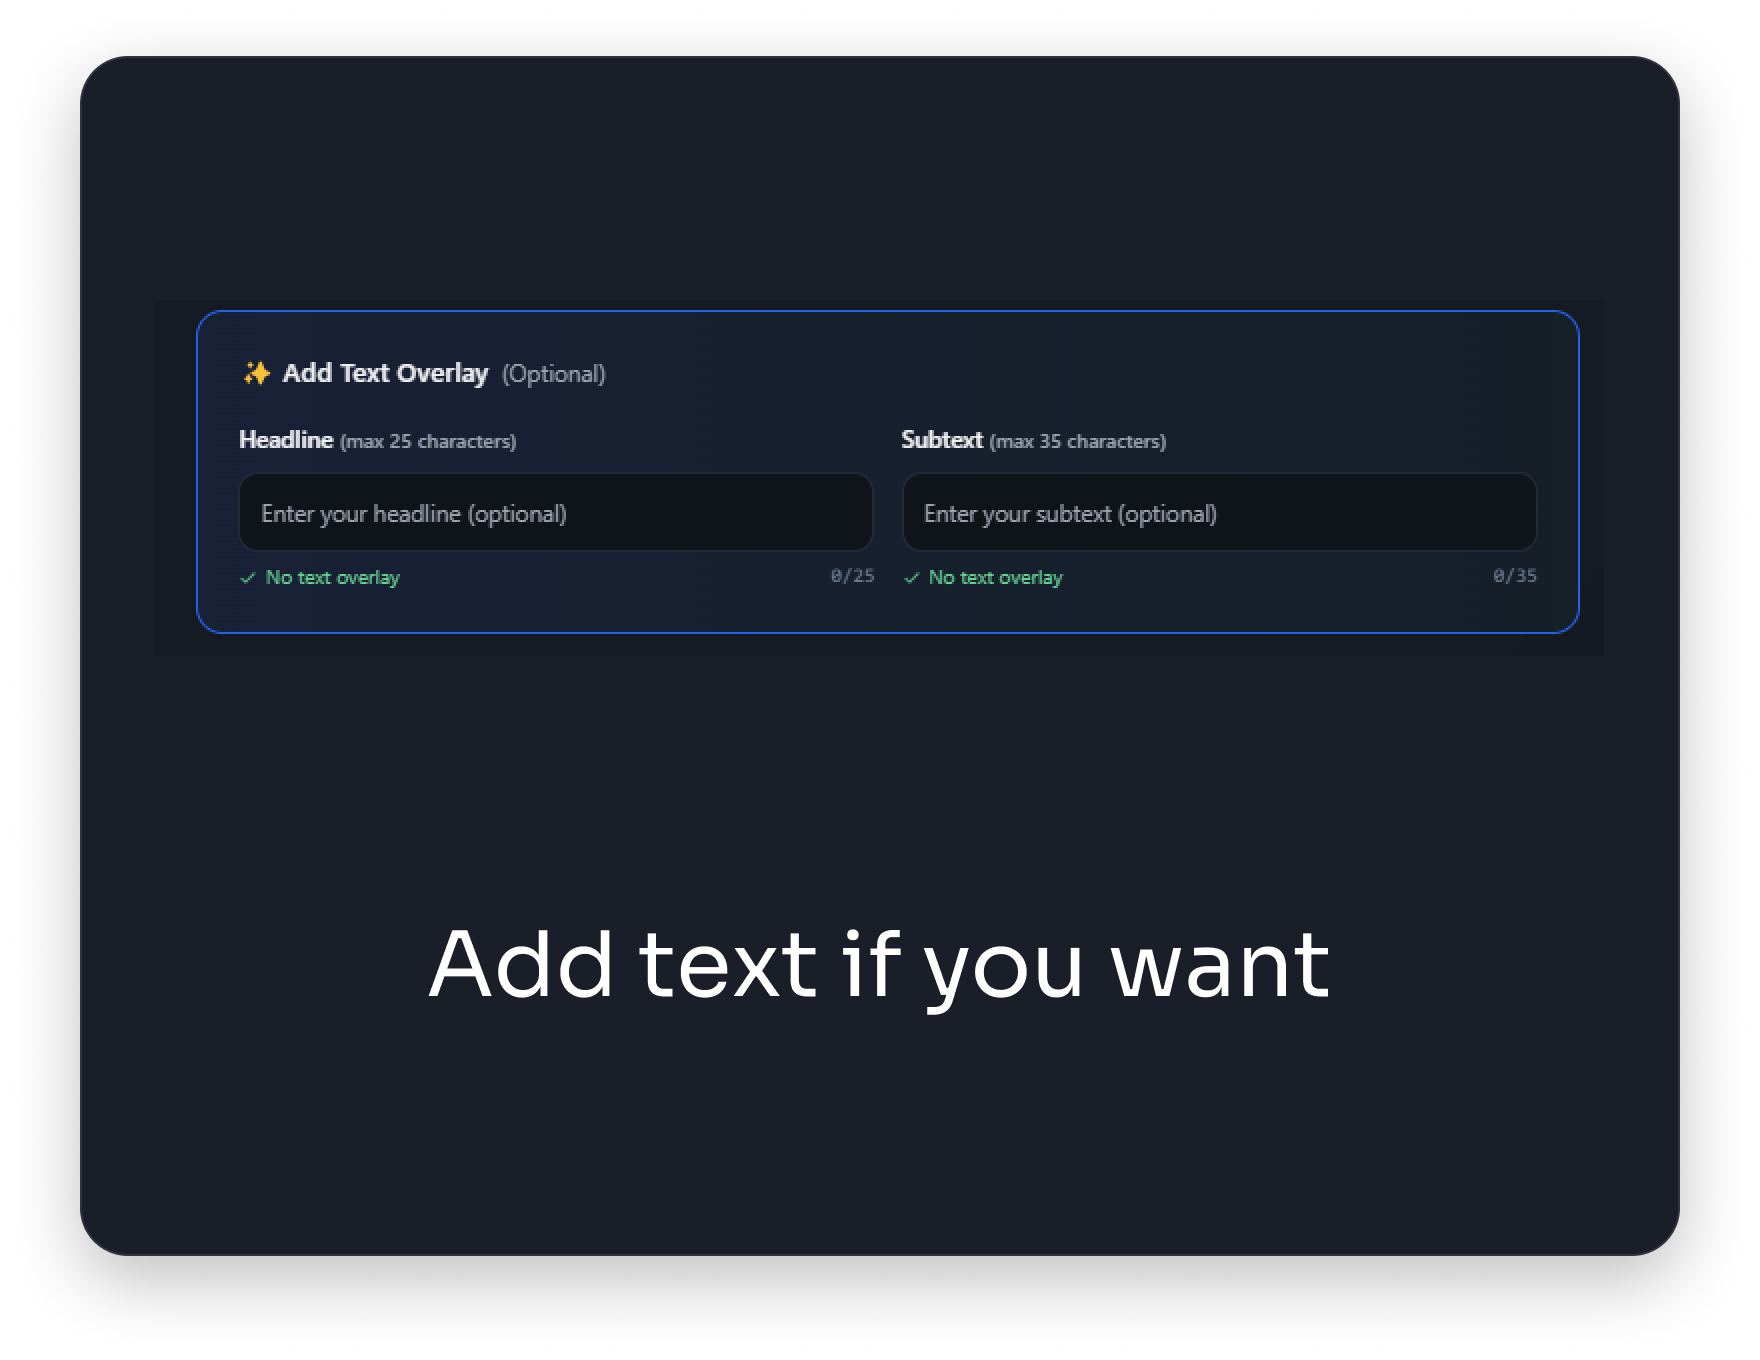 ✨ Add Text Overlay (Optional)
Headline (max 25 characters)
Enter your headline (optional)
✓ No text overlay 0/25
Subtext (max 35 characters)
Enter your subtext (optional)
✓ No text overlay 0/35
Add text if you want